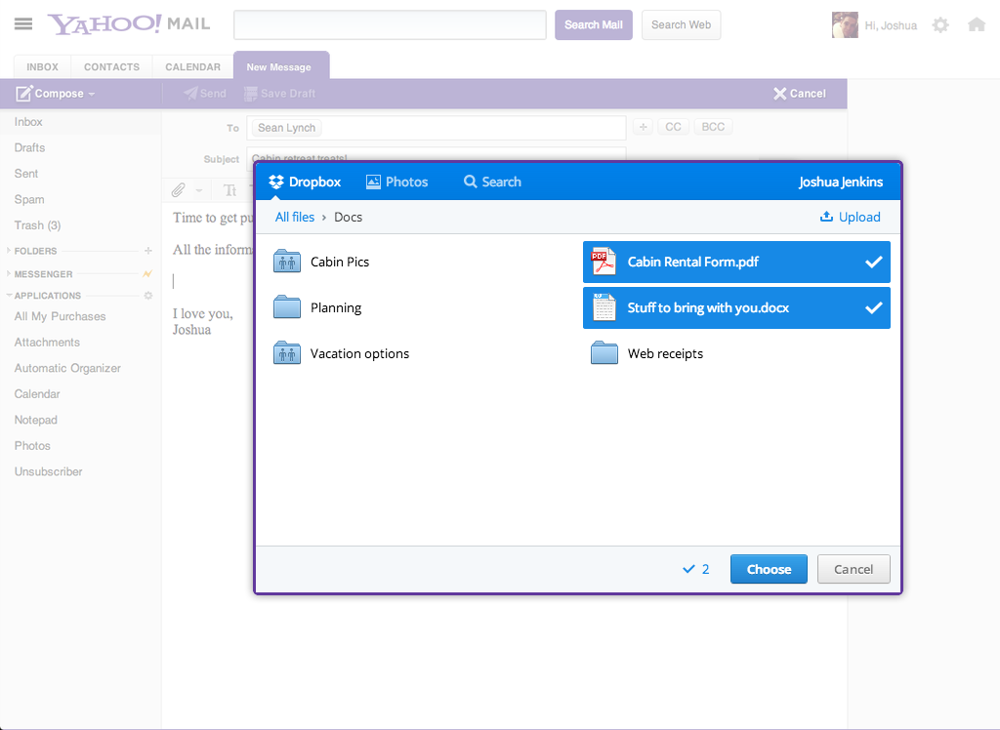 YAHOO! MAIL
Search Mail
Search Web
Hi, Joshua
INBOX
CONTACTS
CALENDAR
New Message
Compose
Send
Save Draft
Cancel
Inbox
Drafts
Sent
Spam
Trash (3)
FOLDERS
MESSENGER
APPLICATIONS
All My Purchases
Attachments
Automatic Organizer
Calendar
Notepad
Photos
Unsubscriber
To
Sean Lynch
+
CC
BCC
Subject
Cabin retreat treats!
Tt
Time to get pu
All the informa
I love you,
Joshua
Dropbox
Photos
Search
Joshua Jenkins
All files › Docs
Upload
Cabin Pics
Planning
Vacation options
PDF
Cabin Rental Form.pdf
Stuff to bring with you.docx
Web receipts
2
Choose
Cancel